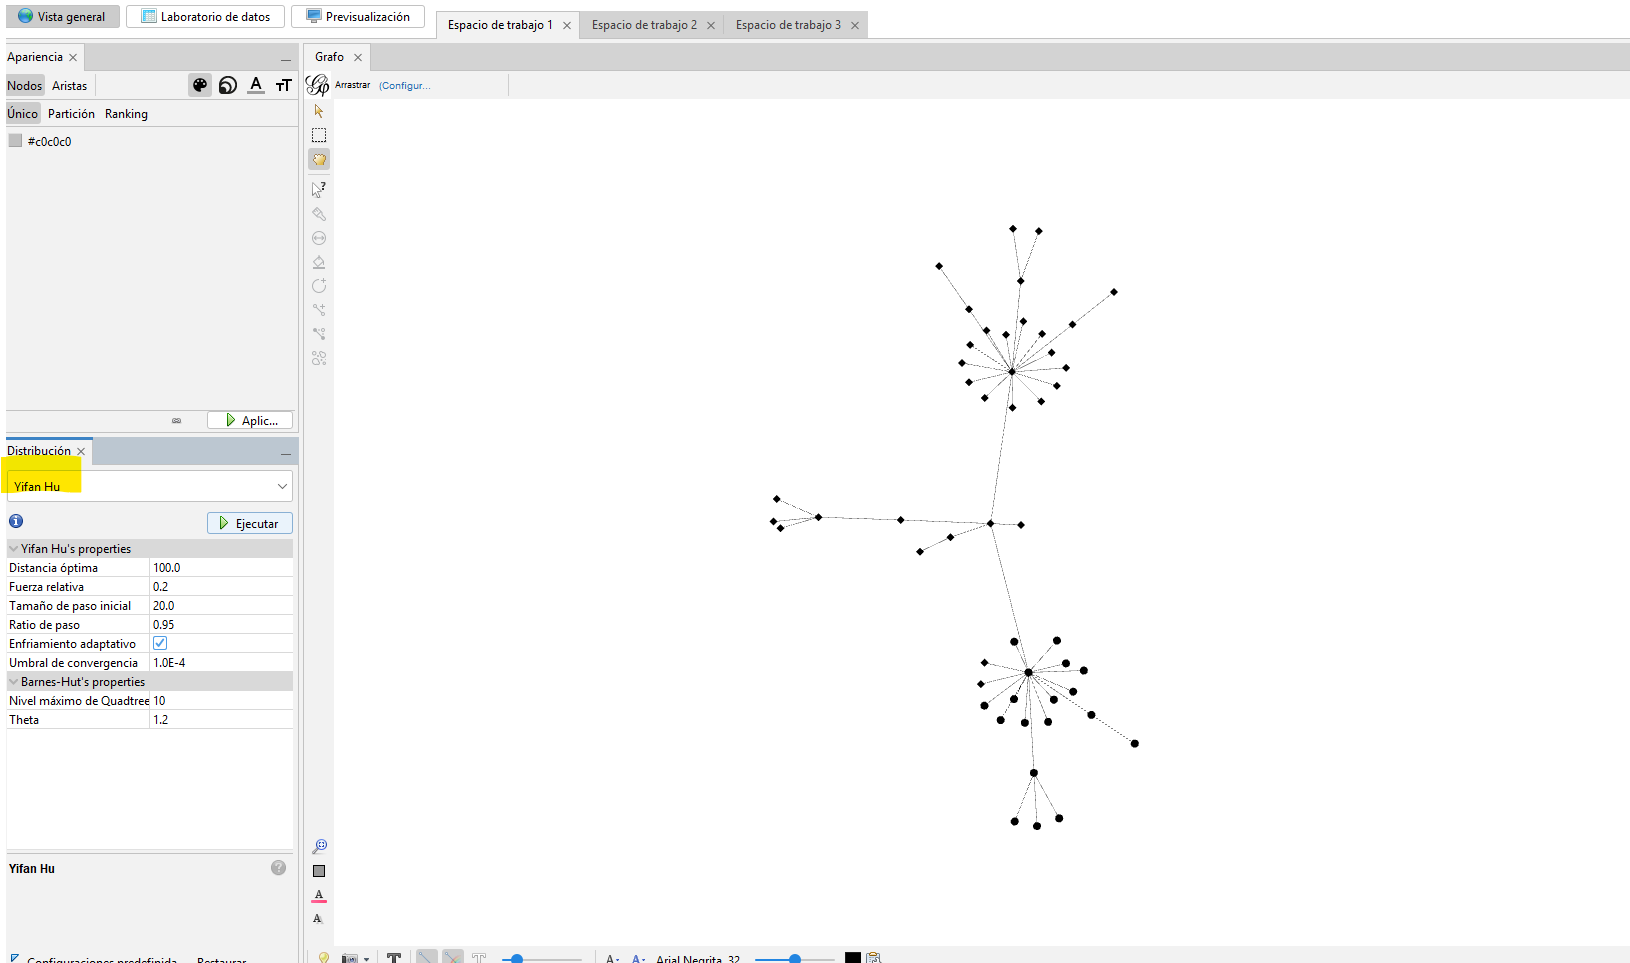 Vista general
Laboratorio de datos
Previsualización
Espacio de trabajo 1
Espacio de trabajo 2
Espacio de trabajo 3
Apariencia
Grafo
Nodos Aristas
A
TT
Arrastrar (Configur...
Único Partición Ranking
#c0c0c0
Aplic...
Distribución
Yifan Hu
Ejecutar
Yifan Hu's properties
Distancia óptima 100.0
Fuerza relativa 0.2
Tamaño de paso inicial 20.0
Ratio de paso 0.95
Enfriamiento adaptativo
Umbral de convergencia 1.0E-4
Barnes-Hut's properties
Nivel máximo de Quadtree 10
Theta 1.2
Yifan Hu
?
A
A
Configuraciones predefinida Restaurar
T T A- A- Arial Negrita, 32